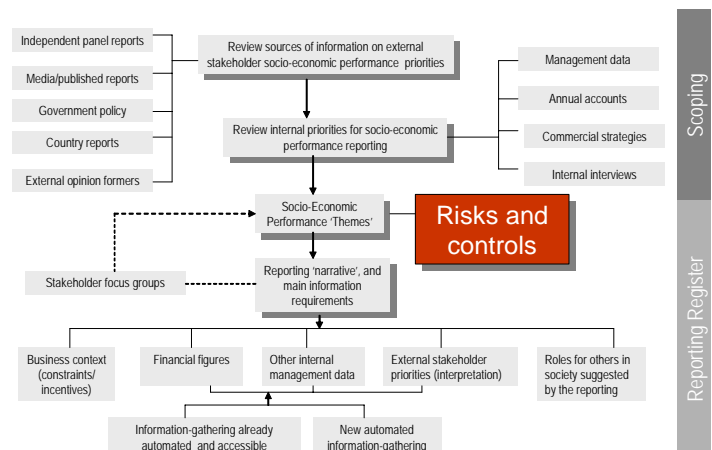 Independent panel reports
Media/published reports
Government policy
Country reports
External opinion formers
Review sources of information on external
stakeholder socio-economic performance priorities
Review internal priorities for socio-economic
performance reporting
Management data
Annual accounts
Commercial strategies
Internal interviews
Scoping
Socio-Economic
Performance ‘Themes’
Risks and
controls
Stakeholder focus groups
Reporting ‘narrative’, and
main information
requirements
Reporting Register
Business context
(constraints/
incentives)
Financial figures
Other internal
management data
External stakeholder
priorities (interpretation)
Roles for others in
society suggested
by the reporting
Information-gathering already
automated and accessible
New automated
information-gathering